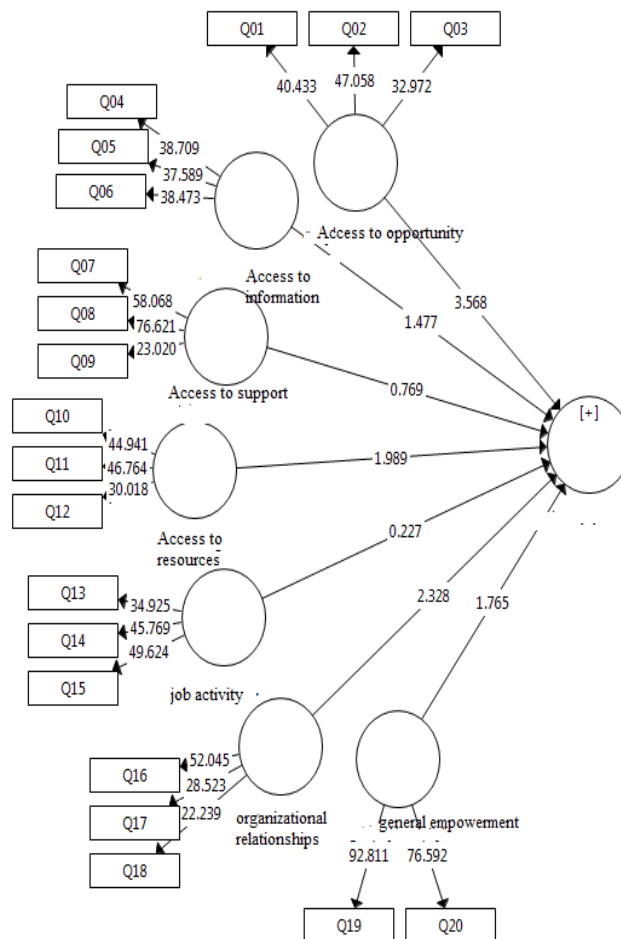 Q01 Q02 Q03
40.433 47.058 32.972
Q04
38.709
Q05
37.589
Q06
38.473
Access to opportunity
Q07
58.068
Access to
information
Q08
76.621
Q09
23.020
Access to support
3.568
1.477
0.769
[+]
Q10
44.941
Q11
46.764
1.989
Q12
30.018
Access to
resources
0.227
Q13
34.925
Q14
45.769
Q15
49.624
job activity
2.328
1.765
Q16
52.045
28.523
Q17
22.239
Q18
organizational
relationships
general empowerment
92.811 76.592
Q19 Q20